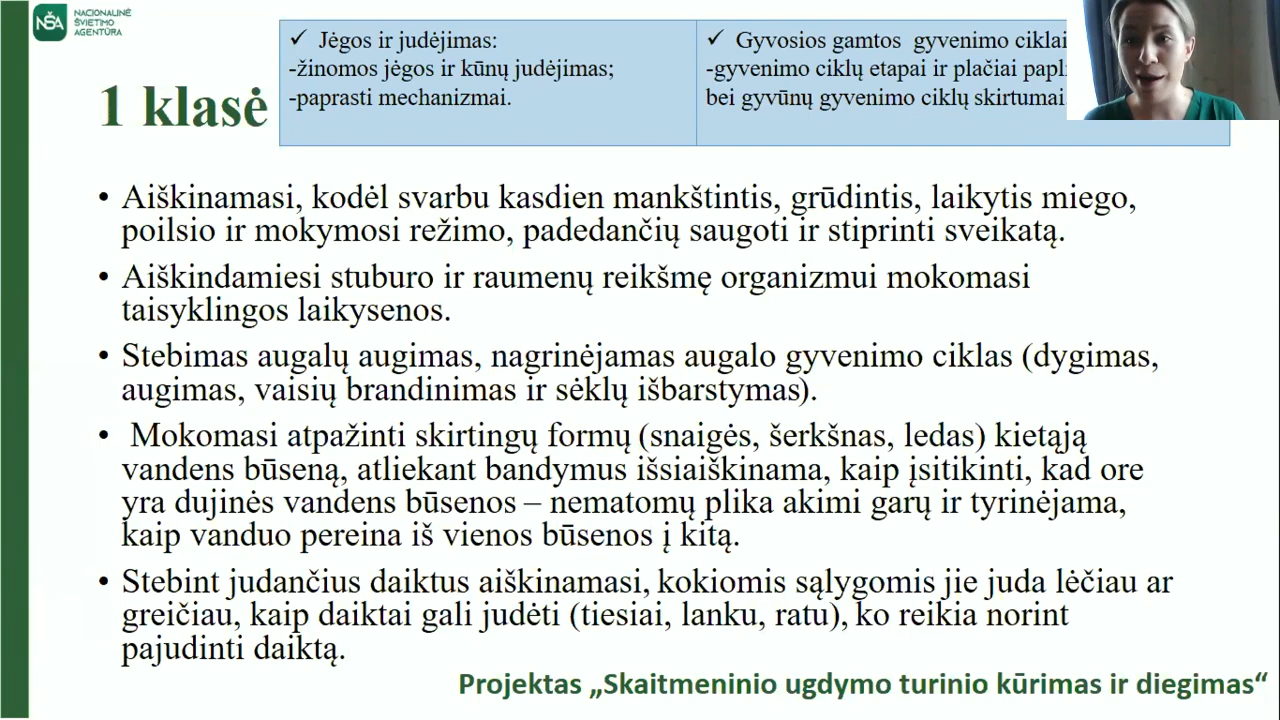 NŠA
NACIONALINĖ
ŠVIETIMO
AGENTŪRA
1 klasė
✓ Jėgos ir judėjimas:
-žinomos jėgos ir kūnų judėjimas;
-paprasti mechanizmai.
✓ Gyvosios gamtos gyvenimo ciklai
-gyvenimo ciklų etapai ir plačiai
bei gyvūnų gyvenimo ciklų skirtumai.
• Aiškinamasi, kodėl svarbu kasdien mankštintis, grūdintis, laikytis miego,
poilsio ir mokymosi režimo, padedančių saugoti ir stiprinti sveikatą.
• Aiškindamiesi stuburo ir raumenų reikšmę organizmui mokomasi
taisyklingos laikysenos.
• Stebimas augalų augimas, nagrinėjamas augalo gyvenimo ciklas (dygimas,
augimas, vaisių brandinimas ir sėklų išbarstymas).
• Mokomasi atpažinti skirtingų formų (snaigės, šerkšnas, ledas) kietąją
vandens būseną, atliekant bandymus išsiaiškinama, kaip įsitikinti, kad ore
yra dujinės vandens būsenos – nematomų plika akimi garų ir tyrinėjama,
kaip vanduo pereina iš vienos būsenos į kitą.
• Stebint judančius daiktus aiškinamasi, kokiomis sąlygomis jie juda lėčiau ar
greičiau, kaip daiktai gali judėti (tiesiai, lanku, ratu), ko reikia norint
pajudinti daiktą.
Projektas „Skaitmeninio ugdymo turinio kūrimas ir diegimas“